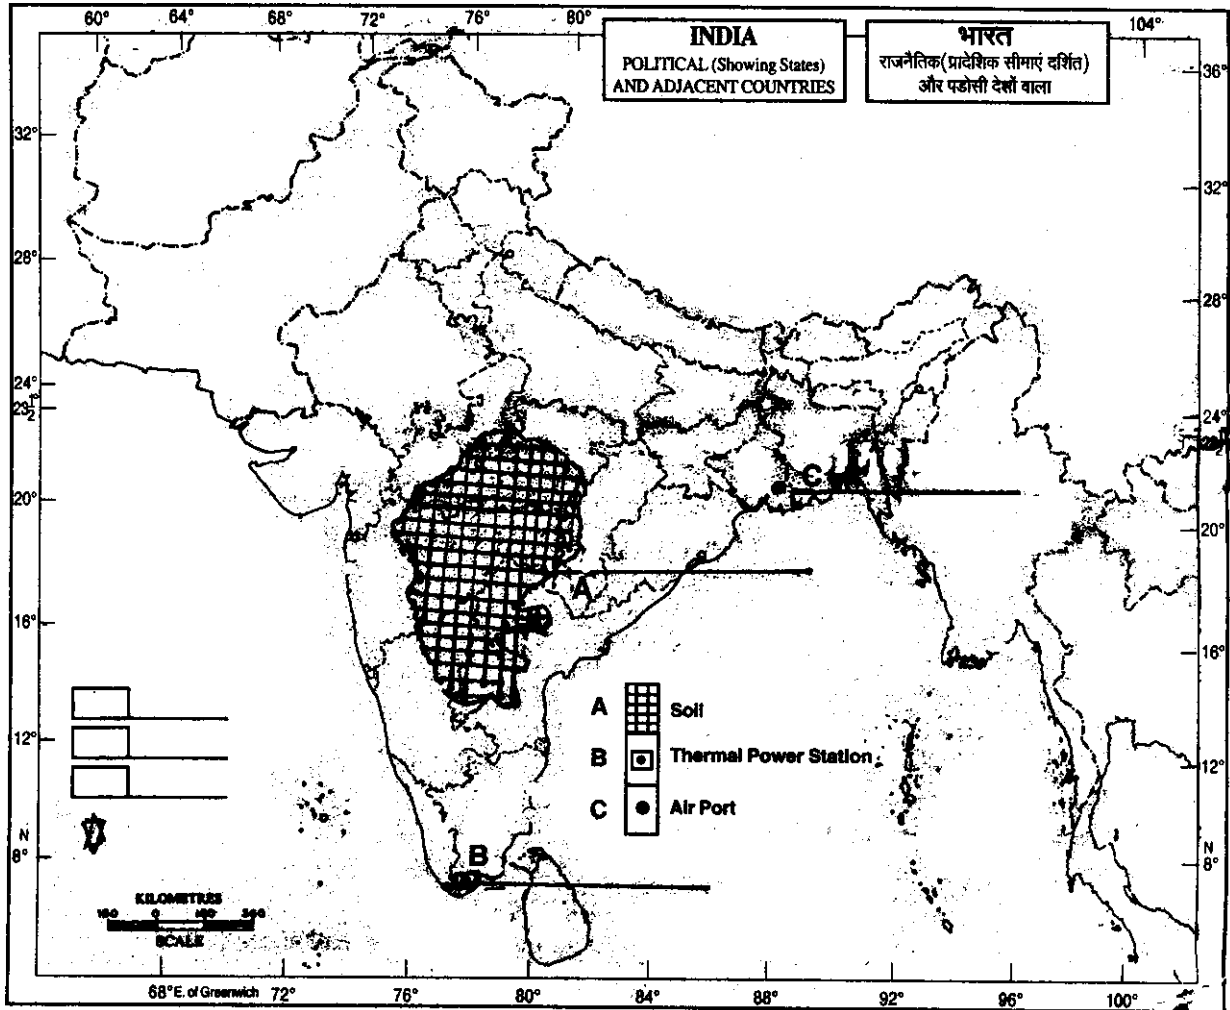 60° 64° 68° 72° 76° 80° 104°
INDIA
POLITICAL (Showing States)
AND ADJACENT COUNTRIES
भारत
राजनैतिक(प्रादेशिक सीमाएं दर्शित)
और पडोसी देशों वाला
36°
32°
32°
28°
28°
24°
23½°
24°
20°
20°
16°
16°
12°
12°
N
8°
N
8°
C
A
B
A Soil
B Thermal Power Station
C Air Port
KILOMETRES
0
SCALE
68° E. of Greenwich 72° 76° 80° 84° 88° 92° 96° 100°